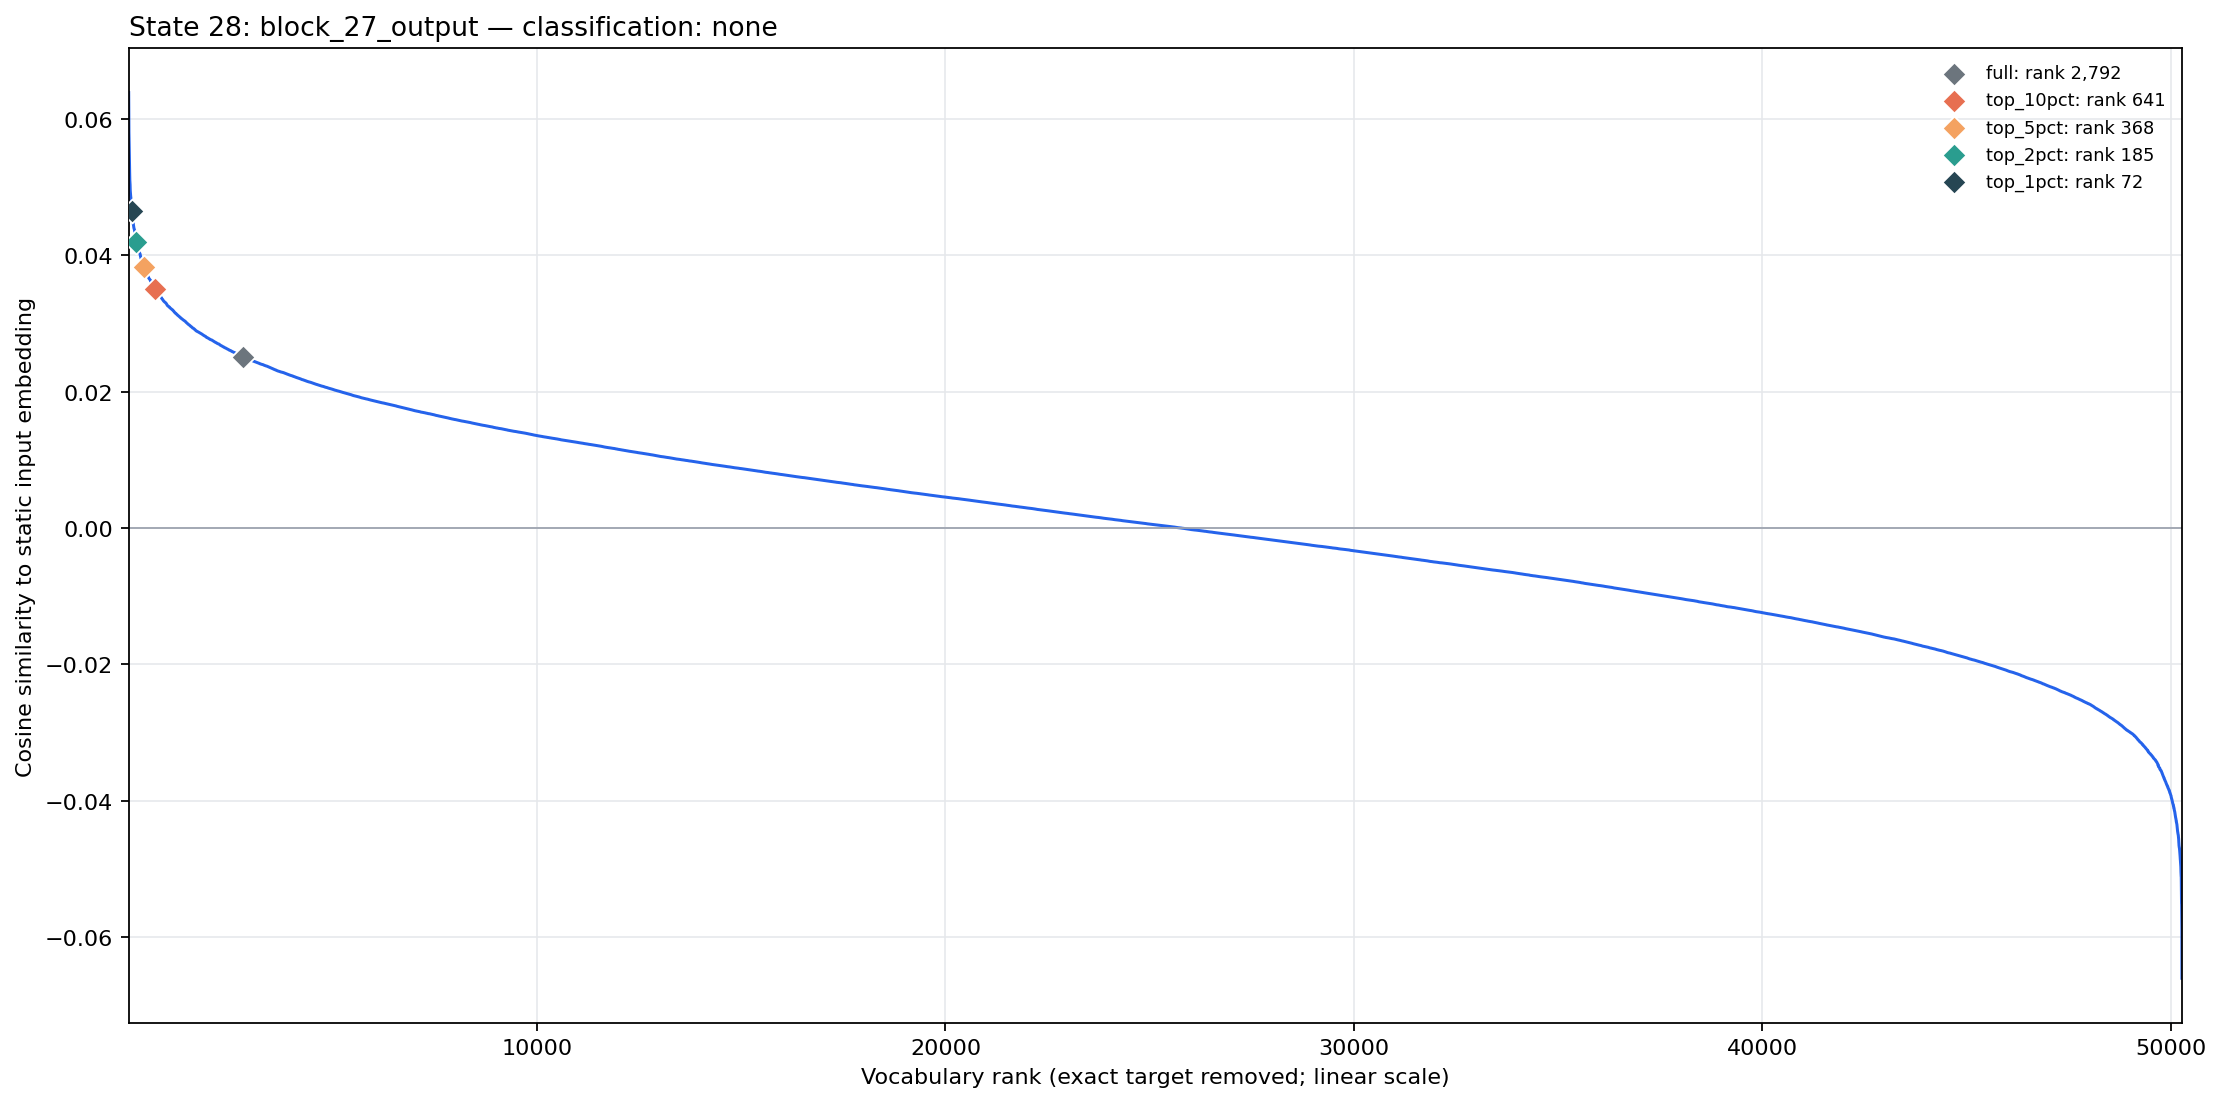 State 28: block_27_output — classification: none
full: rank 2,792
top_10pct: rank 641
top_5pct: rank 368
top_2pct: rank 185
top_1pct: rank 72
Cosine similarity to static input embedding
0.06
0.04
0.02
0.00
−0.02
−0.04
−0.06
10000
20000
30000
40000
50000
Vocabulary rank (exact target removed; linear scale)